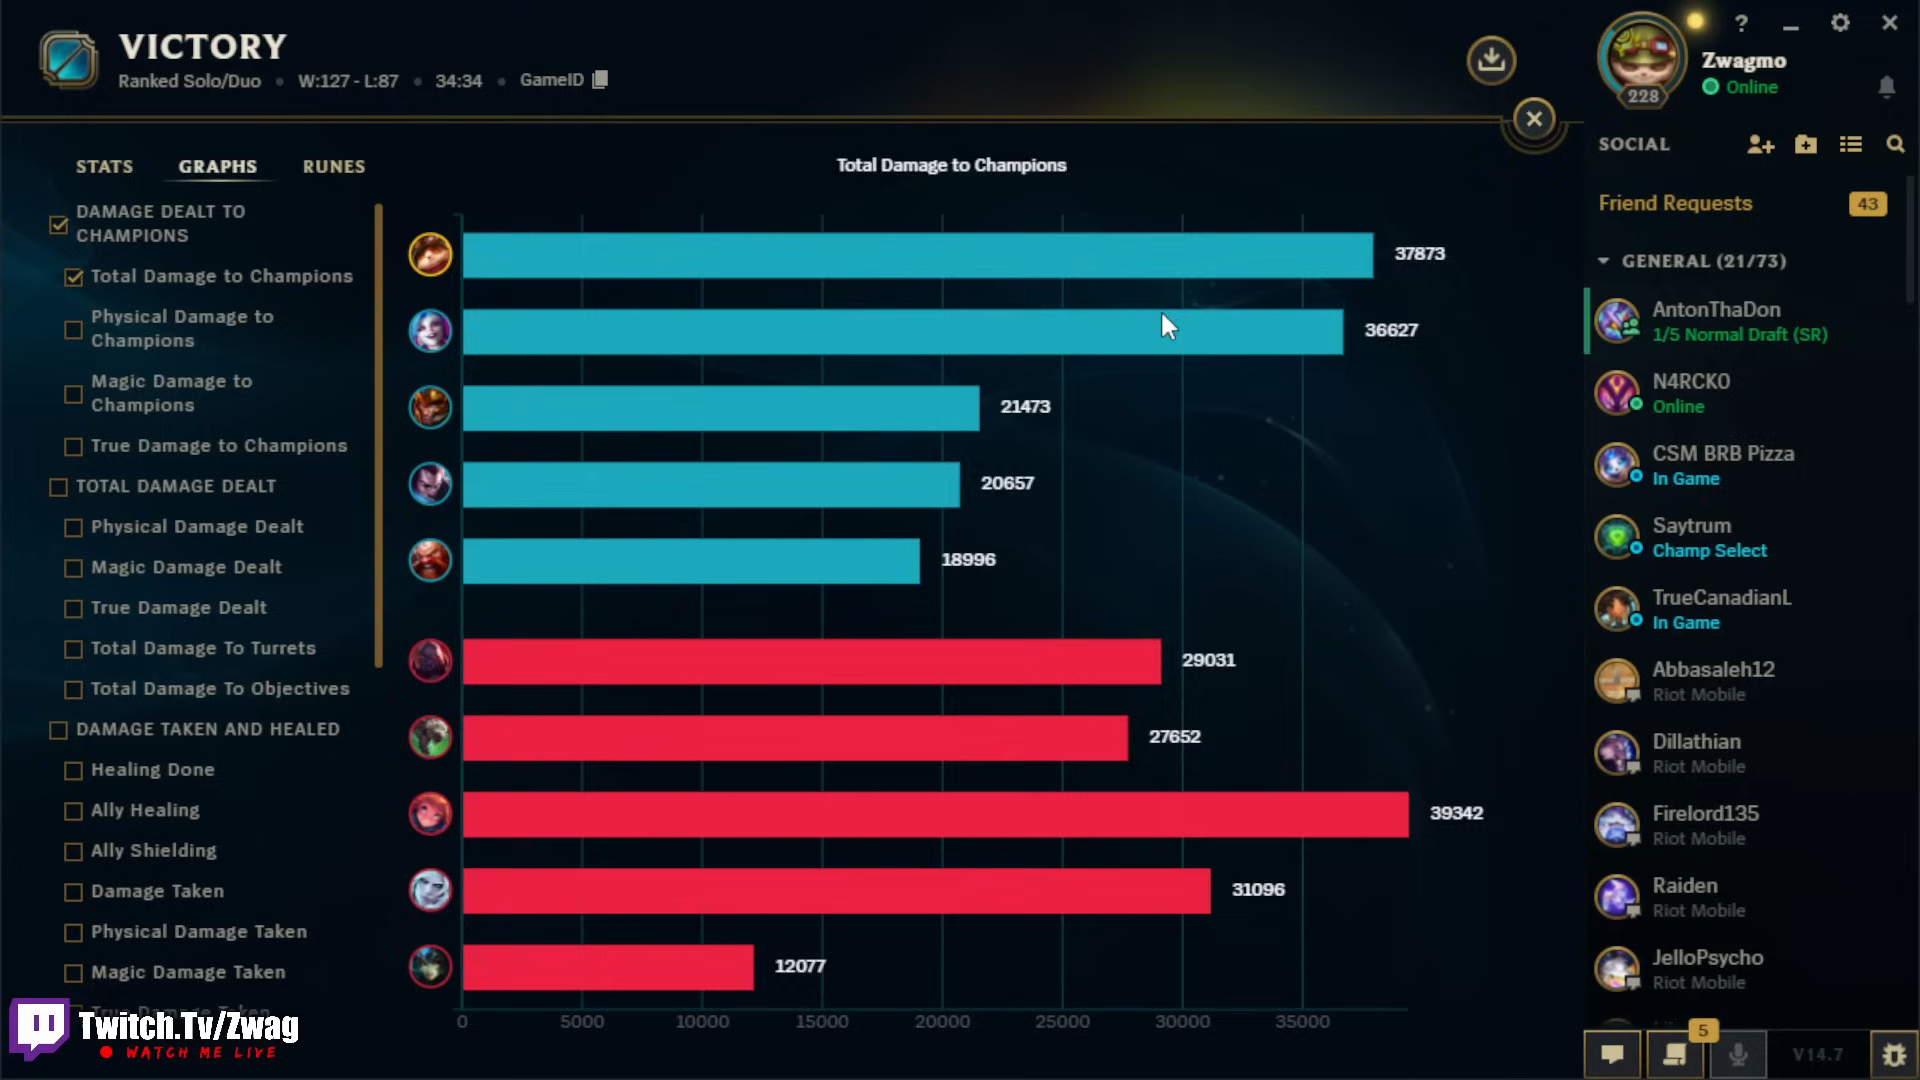 VICTORY
Ranked Solo/Duo • W:127 - L:87 • 34:34 • GameID
228
Zwagmo
Online
?
STATS
GRAPHS
RUNES
DAMAGE DEALT TO
CHAMPIONS
Total Damage to Champions
Physical Damage to
Champions
Magic Damage to
Champions
True Damage to Champions
TOTAL DAMAGE DEALT
Physical Damage Dealt
Magic Damage Dealt
True Damage Dealt
Total Damage To Turrets
Total Damage To Objectives
DAMAGE TAKEN AND HEALED
Healing Done
Ally Healing
Ally Shielding
Damage Taken
Physical Damage Taken
Magic Damage Taken
True Damage Taken
Twitch.Tv/Zwag
WATCH ME LIVE
Total Damage to Champions
37873
36627
21473
20657
18996
29031
27652
39342
31096
12077
0 5000 10000 15000 20000 25000 30000 35000
SOCIAL
Friend Requests
43
GENERAL (21/73)
AntonThaDon
1/5 Normal Draft (SR)
N4RCKO
Online
CSM BRB Pizza
In Game
Saytrum
Champ Select
TrueCanadianL
In Game
Abbasaleh12
Riot Mobile
Dillathian
Riot Mobile
Firelord135
Riot Mobile
Raiden
Riot Mobile
JelloPsycho
Riot Mobile
5
V14.7